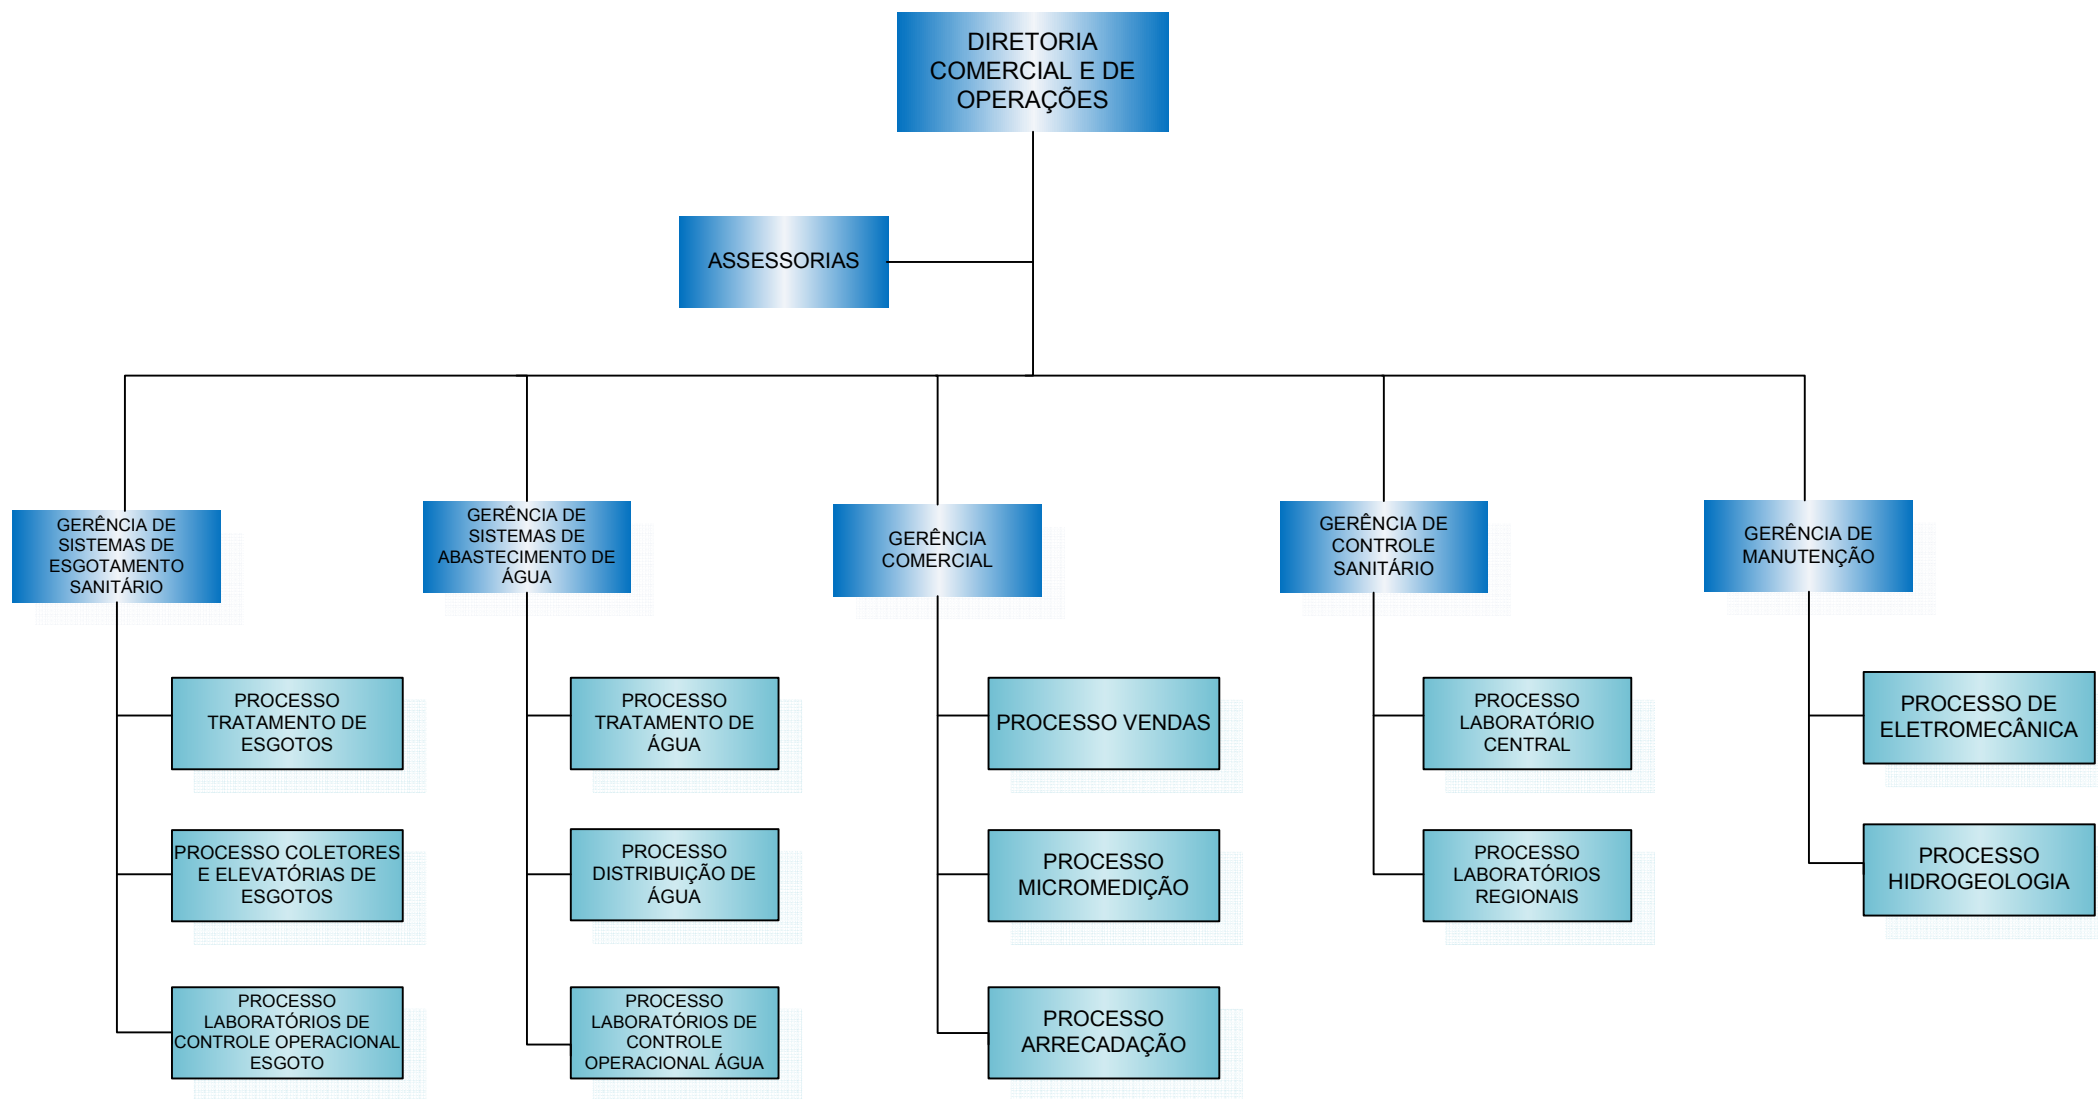 DIRETORIA
COMERCIAL E DE
OPERAÇÕES
ASSESSORIAS
GERÊNCIA DE
SISTEMAS DE
ESGOTAMENTO
SANITÁRIO
GERÊNCIA DE
SISTEMAS DE
ABASTECIMENTO DE
ÁGUA
GERÊNCIA
COMERCIAL
GERÊNCIA DE
CONTROLE
SANITÁRIO
GERÊNCIA DE
MANUTENÇÃO
PROCESSO
TRATAMENTO DE
ESGOTOS
PROCESSO
TRATAMENTO DE
ÁGUA
PROCESSO VENDAS
PROCESSO
LABORATÓRIO
CENTRAL
PROCESSO DE
ELETROMECÂNICA
PROCESSO COLETORES
E ELEVATÓRIAS DE
ESGOTOS
PROCESSO
DISTRIBUIÇÃO DE
ÁGUA
PROCESSO
MICROMEDIÇÃO
PROCESSO
LABORATÓRIOS
REGIONAIS
PROCESSO
HIDROGEOLOGIA
PROCESSO
LABORATÓRIOS DE
CONTROLE OPERACIONAL
ESGOTO
PROCESSO
LABORATÓRIOS DE
CONTROLE
OPERACIONAL ÁGUA
PROCESSO
ARRECADAÇÃO